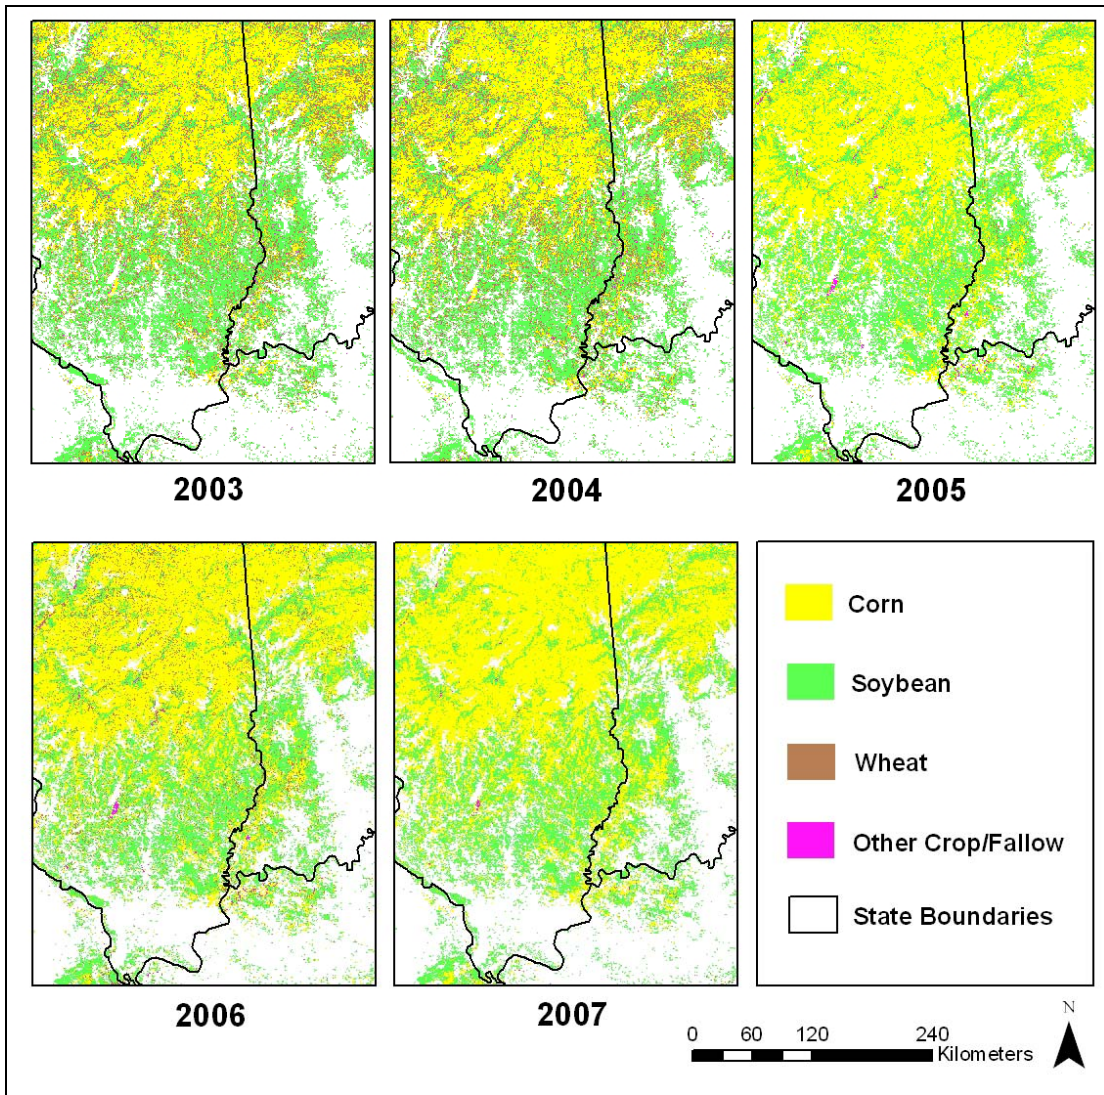 2003
2004
2005
2006
2007
Corn
Soybean
Wheat
Other Crop/Fallow
State Boundaries
N
0 60 120 240
Kilometers